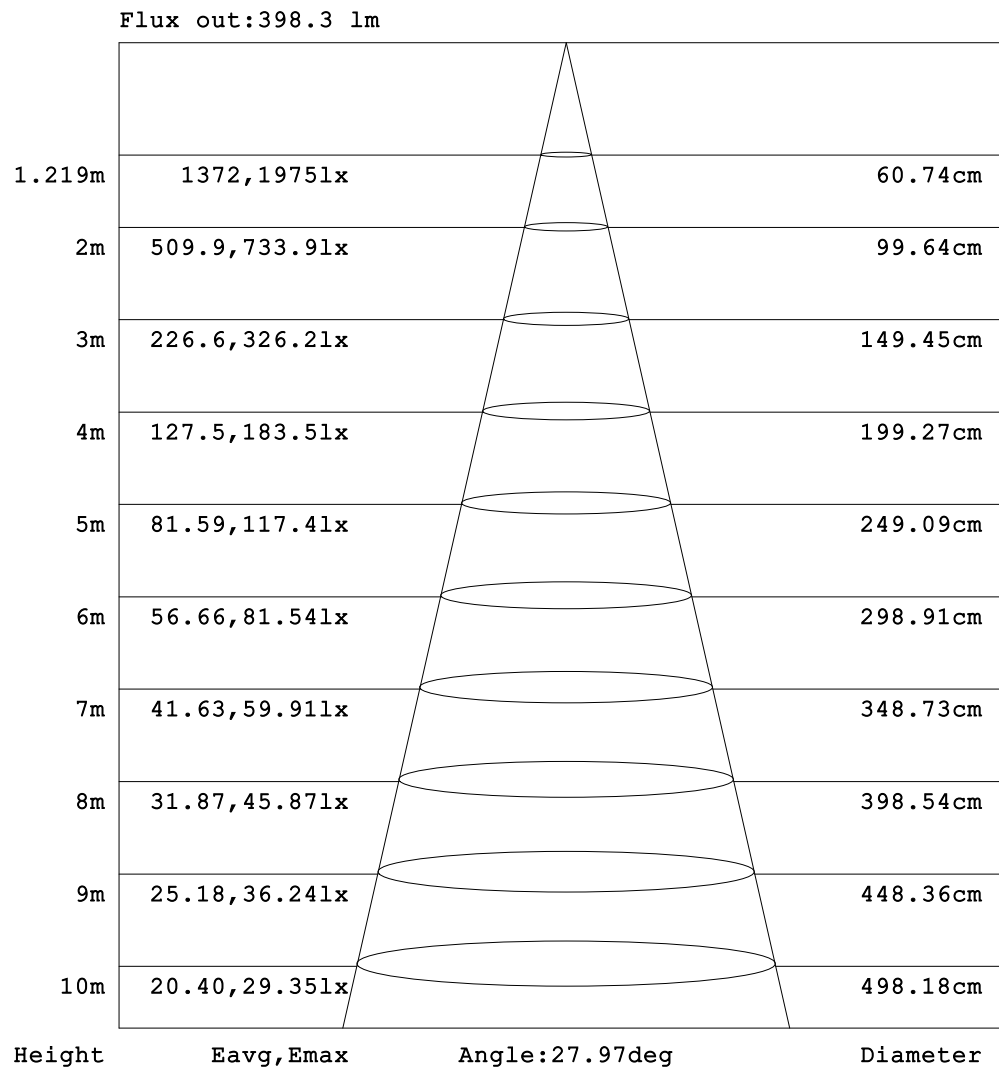 Flux out:398.3 lm
1.219m 1372,1975lx 60.74cm
2m 509.9,733.9lx 99.64cm
3m 226.6,326.2lx 149.45cm
4m 127.5,183.5lx 199.27cm
5m 81.59,117.4lx 249.09cm
6m 56.66,81.54lx 298.91cm
7m 41.63,59.91lx 348.73cm
8m 31.87,45.87lx 398.54cm
9m 25.18,36.24lx 448.36cm
10m 20.40,29.35lx 498.18cm
Height Eavg,Emax Angle:27.97deg Diameter